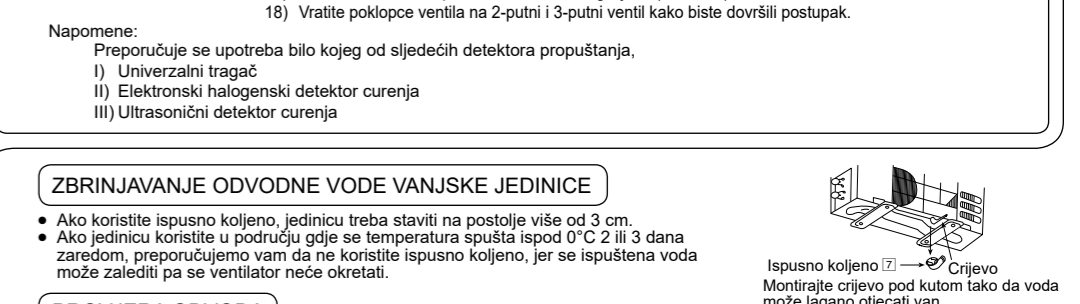 18) Vratite poklopce ventila na 2-putni i 3-putni ventil kako biste dovršili postupak.
Napomene:
Preporučuje se upotreba bilo kojeg od sljedećih detektora propuštanja,
I) Univerzalni tragač
II) Elektronski halogenski detektor curenja
III) Ultrasonični detektor curenja
ZBRINJAVANJE ODVODNE VODE VANJSKE JEDINICE
• Ako koristite ispusno koljeno, jedinicu treba staviti na postolje više od 3 cm.
• Ako jedinicu koristite u području gdje se temperatura spušta ispod 0°C 2 ili 3 dana
zaredom, preporučujemo vam da ne koristite ispusno koljeno, jer se ispuštena voda
može zalediti pa se ventilator neće okretati.
Ispusno koljeno 7
Crijevo
Montirajte crijevo pod kutom tako da voda
može lagano otjecati van